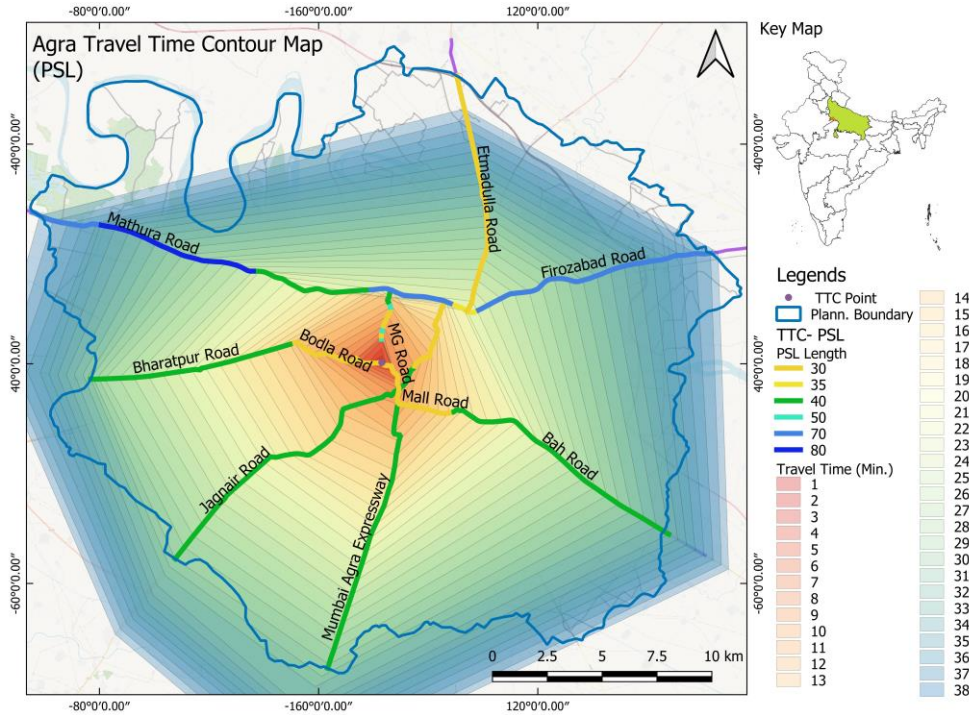 -80°0'0.00"
-160°0'0.00"
120°0'0.00"
Agra Travel Time Contour Map
(PSL)
Key Map
-40°0'0.00"
-40°0'0.00"
Etmadulla Road
Mathura Road
Firozabad Road
Legends
TTC Point
Plann. Boundary
TTC- PSL
PSL Length
30
35
40
50
70
80
Travel Time (Min.)
1
2
3
4
5
6
7
8
9
10
11
12
13
14
15
16
17
18
19
20
21
22
23
24
25
26
27
28
29
30
31
32
33
34
35
36
37
38
MG Road
Bodla Road
Bharatpur Road
40°0'0.00"
40°0'0.00"
Mall Road
Bah Road
Jagnair Road
Mumbai Agra Expressway
-60°0'0.00"
-60°0'0.00"
0 2.5 5 7.5 10 km
-80°0'0.00"
-160°0'0.00"
120°0'0.00"